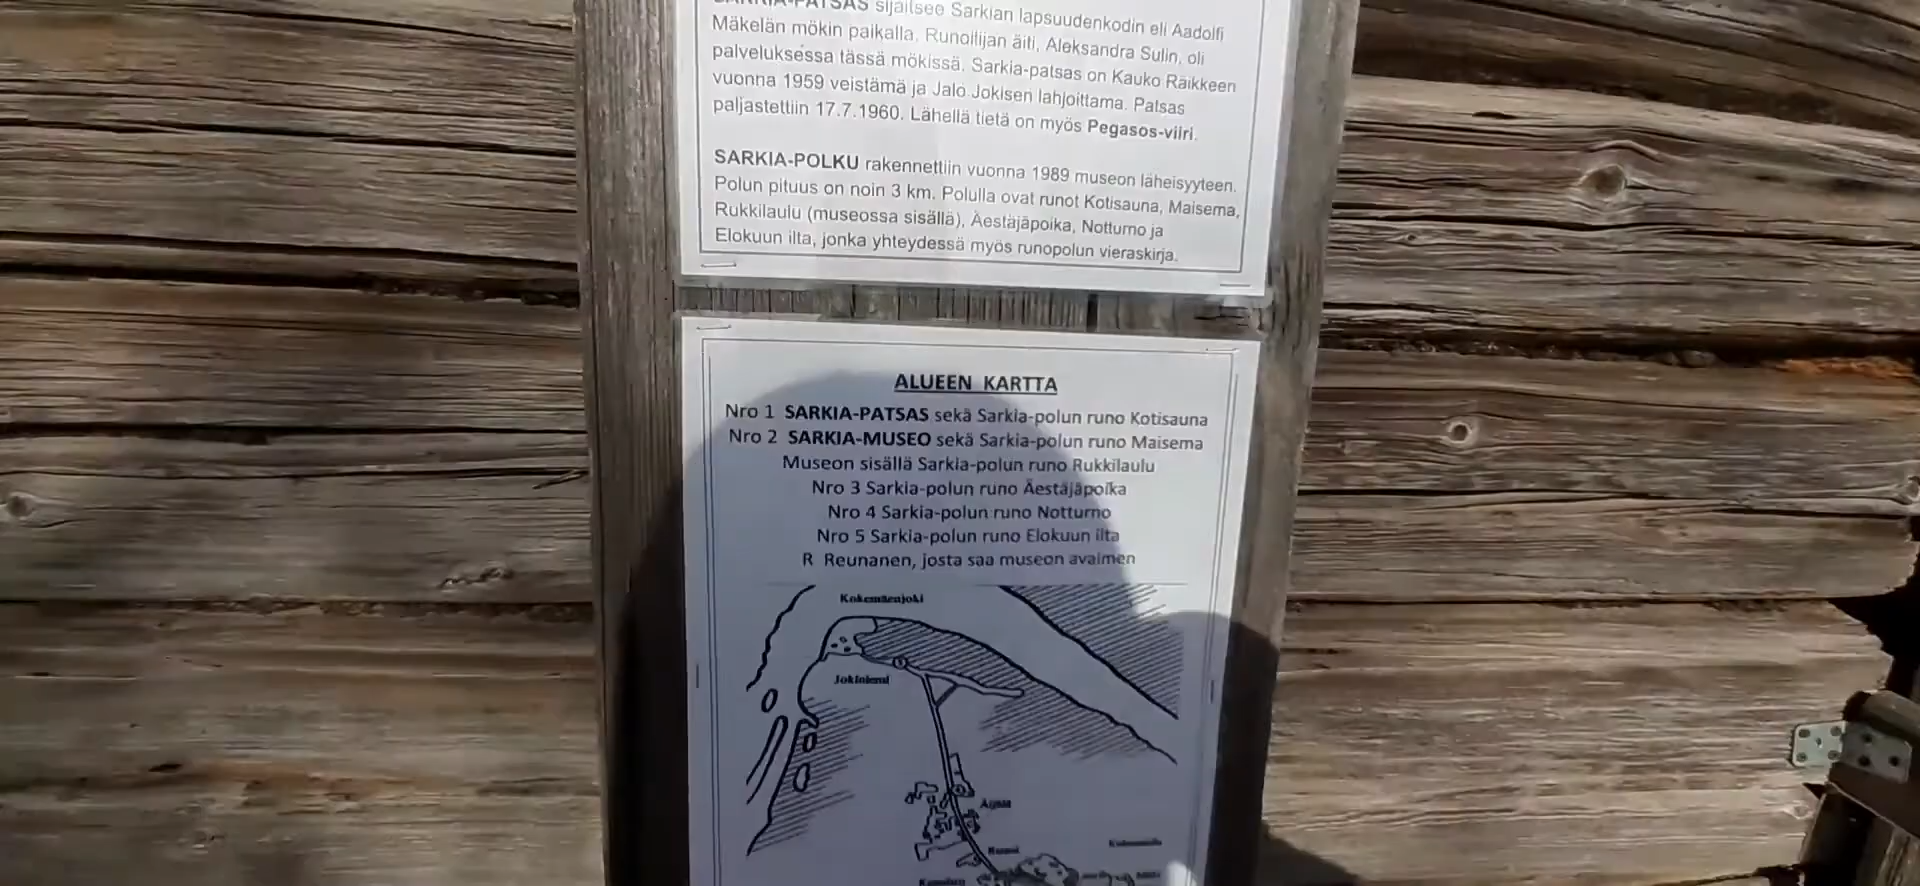 SARKIA-PATSAS sijaitsee Sarkian lapsuudenkodin eli Aadolfi
Mäkelän mökin paikalla. Runoilijan äiti, Aleksandra Sulin, oli
palveluksessa tässä mökissä. Sarkia-patsas on Kauko Räikkeen
vuonna 1959 veistämä ja Jalo Jokisen lahjoittama. Patsas
paljastettiin 17.7.1960. Lähellä tietä on myös Pegasos-viiri.
SARKIA-POLKU rakennettiin vuonna 1989 museon läheisyyteen.
Polun pituus on noin 3 km. Polulla ovat runot Kotisauna, Maisema,
Rukkilaulu (museossa sisällä), Äestäjäpoika, Notturno ja
Elokuun ilta, jonka yhteydessä myös runopolun vieraskirja.
ALUEEN KARTTA
Nro 1 SARKIA-PATSAS sekä Sarkia-polun runo Kotisauna
Nro 2 SARKIA-MUSEO sekä Sarkia-polun runo Maisema
Museon sisällä Sarkia-polun runo Rukkilaulu
Nro 3 Sarkia-polun runo Äestäjäpoika
Nro 4 Sarkia-polun runo Notturno
Nro 5 Sarkia-polun runo Elokuun ilta
R Reunanen, josta saa museon avaimen
Kokemäenjoki
Jokiniemi